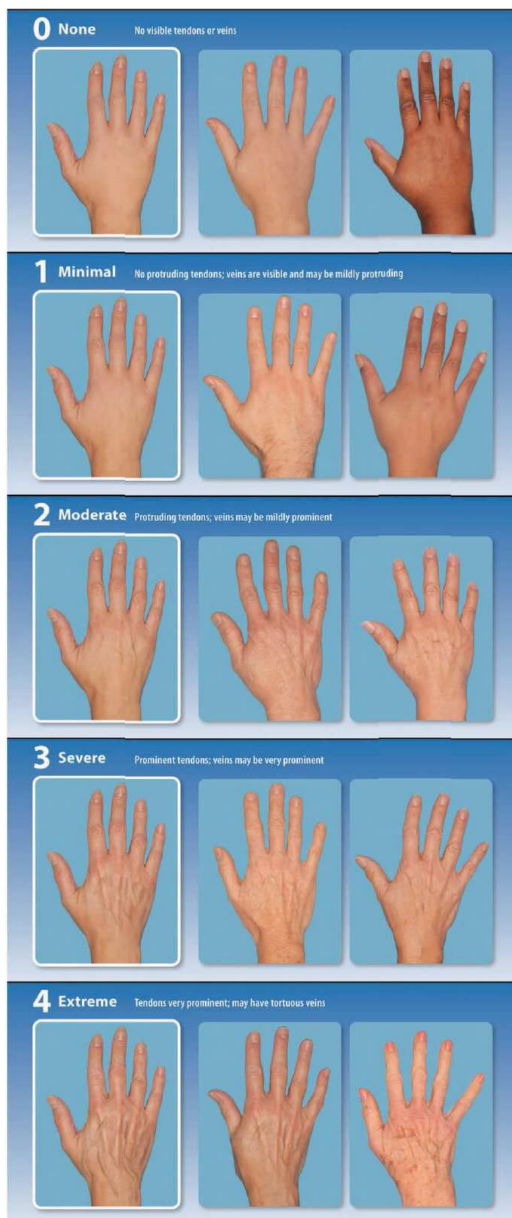 0 None No visible tendons or veins
1 Minimal No protruding tendons; veins are visible and may be mildly protruding
2 Moderate Protruding tendons; veins may be mildly prominent
3 Severe Prominent tendons; veins may be very prominent
4 Extreme Tendons very prominent; may have tortuous veins